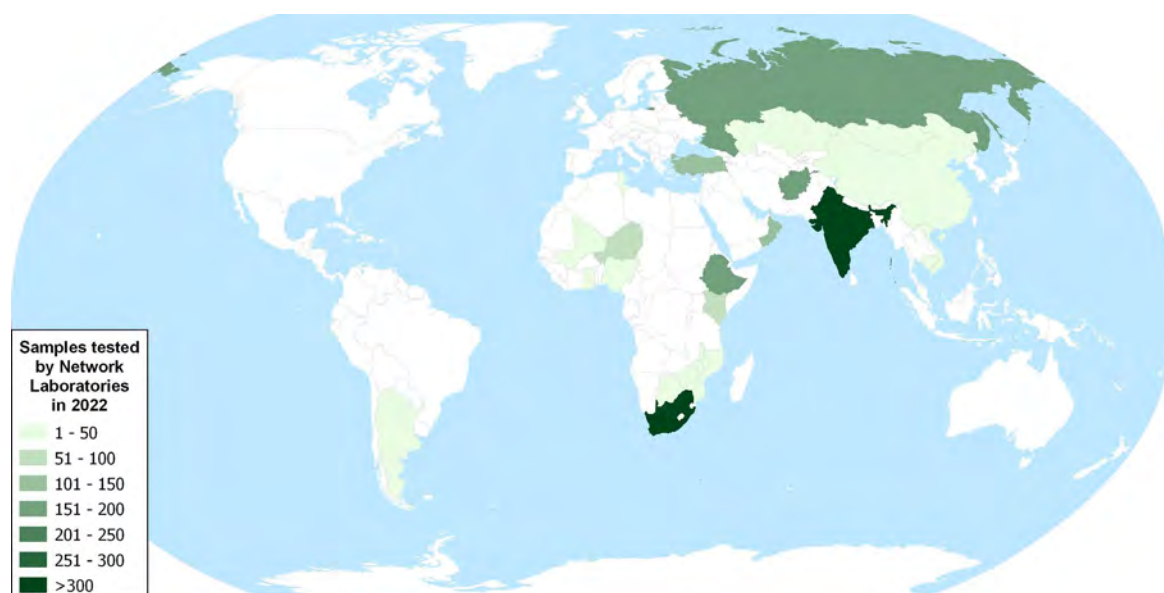 Samples tested
by Network
Laboratories
in 2022
1 - 50
51 - 100
101 - 150
151 - 200
201 - 250
251 - 300
>300